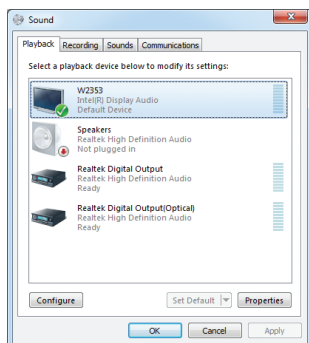 Sound
Playback Recording Sounds Communications
Select a playback device below to modify its settings:
W2353
Intel(R) Display Audio
Default Device
Speakers
Realtek High Definition Audio
Not plugged in
Realtek Digital Output
Realtek High Definition Audio
Ready
Realtek Digital Output(Optical)
Realtek High Definition Audio
Ready
Configure Set Default Properties
OK Cancel Apply